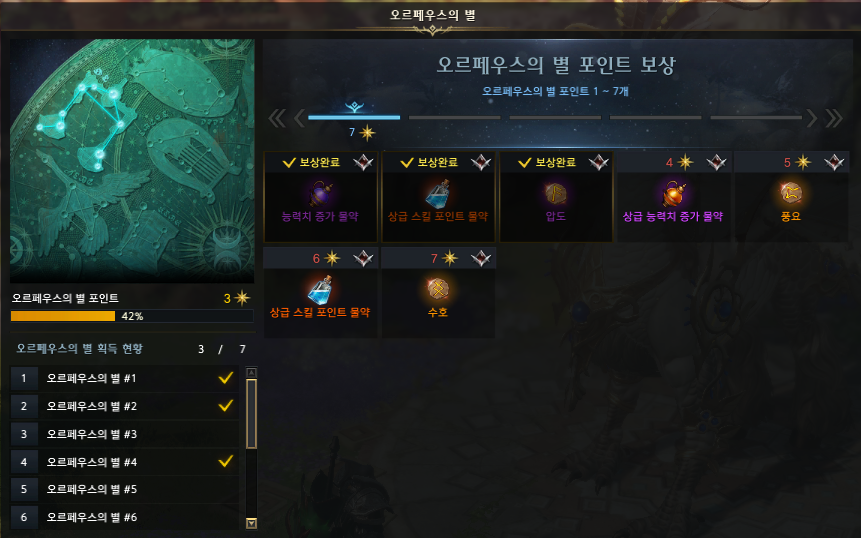 오르페우스의 별
오르페우스의 별 포인트 보상
오르페우스의 별 포인트 1 ~ 7개
7
보상완료
능력치 증가 물약
보상완료
상급 스킬 포인트 물약
보상완료
압도
4
상급 능력치 증가 물약
5
풍요
6
상급 스킬 포인트 물약
7
수호
오르페우스의 별 포인트 3
42%
오르페우스의 별 획득 현황 3 / 7
1 오르페우스의 별 #1
2 오르페우스의 별 #2
3 오르페우스의 별 #3
4 오르페우스의 별 #4
5 오르페우스의 별 #5
6 오르페우스의 별 #6